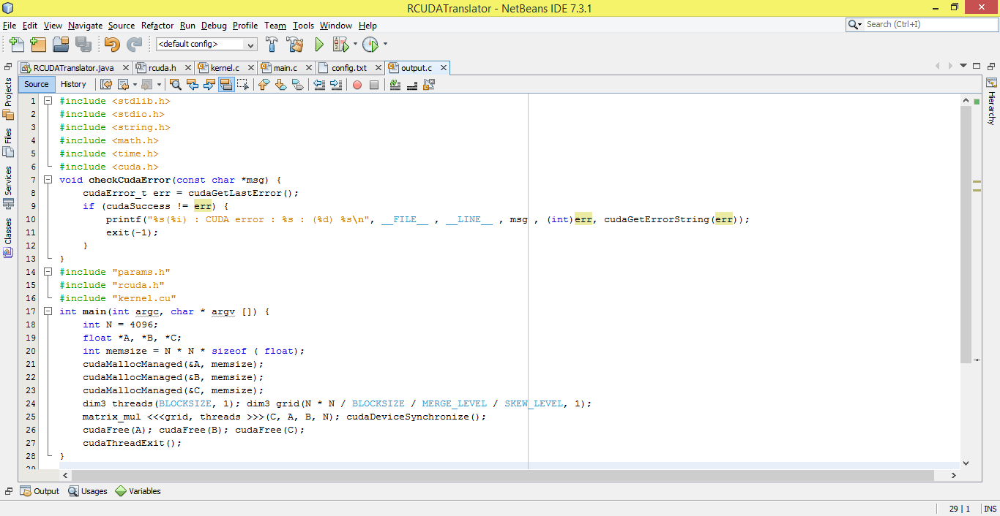 RCUDATranslator - NetBeans IDE 7.3.1
File Edit View Navigate Source Refactor Run Debug Profile Team Tools Window Help
Search (Ctrl+I)
<default config>
RCUDATranslator.java rcuda.h kernel.c main.c config.txt output.c
Source History
Projects
Files
Services
Classes
Hierarchy
1 #include <stdlib.h>
2 #include <stdio.h>
3 #include <string.h>
4 #include <math.h>
5 #include <time.h>
6 #include <cuda.h>
7 void checkCudaError(const char *msg) {
8 cudaError_t err = cudaGetLastError();
9 if (cudaSuccess != err) {
10 printf("%s(%i) : CUDA error : %s : (%d) %s\n", __FILE__ , __LINE__ , msg , (int)err, cudaGetErrorString(err));
11 exit(-1);
12 }
13 }
14 #include "params.h"
15 #include "rcuda.h"
16 #include "kernel.cu"
17 int main(int argc, char * argv []) {
18 int N = 4096;
19 float *A, *B, *C;
20 int memsize = N * N * sizeof ( float);
21 cudaMallocManaged(&A, memsize);
22 cudaMallocManaged(&B, memsize);
23 cudaMallocManaged(&C, memsize);
24 dim3 threads(BLOCKSIZE, 1); dim3 grid(N * N / BLOCKSIZE / MERGE_LEVEL / SKEW_LEVEL, 1);
25 matrix_mul <<<grid, threads >>>(C, A, B, N); cudaDeviceSynchronize();
26 cudaFree(A); cudaFree(B); cudaFree(C);
27 cudaThreadExit();
28 }
29
Output Usages Variables
29 | 1 INS